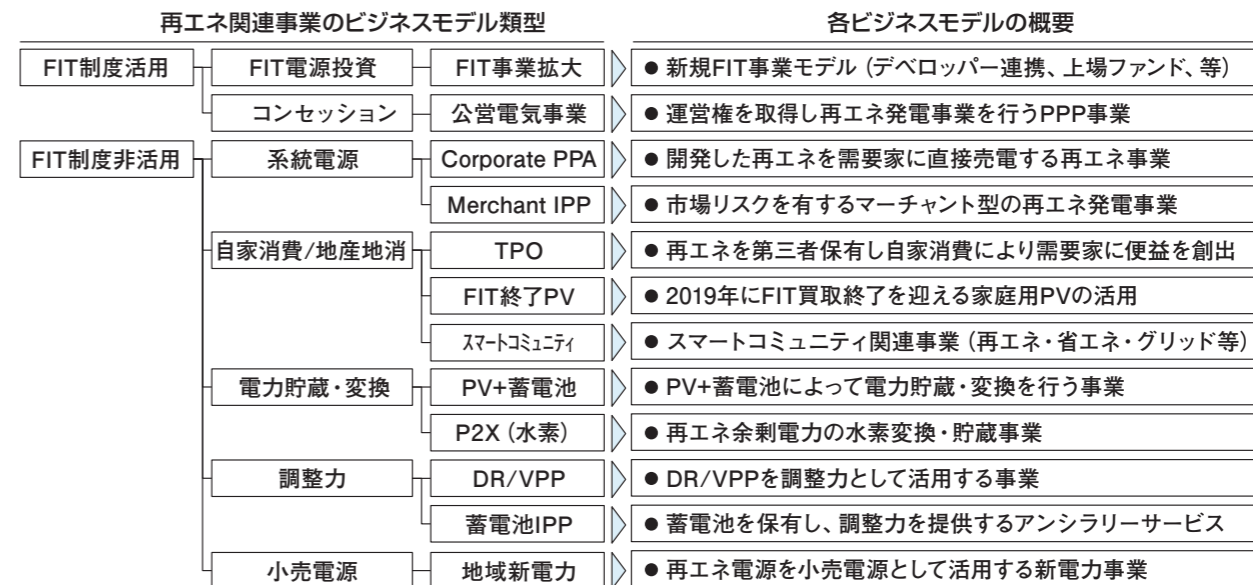 再エネ関連事業のビジネスモデル類型 各ビジネスモデルの概要
FIT制度活用 FIT電源投資 FIT事業拡大 ● 新規FIT事業モデル（デベロッパー連携、上場ファンド、等）
コンセッション 公営電気事業 ● 運営権を取得し再エネ発電事業を行うPPP事業
FIT制度非活用 系統電源 Corporate PPA ● 開発した再エネを需要家に直接売電する再エネ事業
Merchant IPP ● 市場リスクを有するマーチャント型の再エネ発電事業
自家消費/地産地消 TPO ● 再エネを第三者保有し自家消費により需要家に便益を創出
FIT終了PV ● 2019年にFIT買取終了を迎える家庭用PVの活用
ｽﾏｰﾄｺﾐｭﾆﾃｨ ● スマートコミュニティ関連事業（再エネ・省エネ・グリッド等）
電力貯蔵・変換 PV+蓄電池 ● PV+蓄電池によって電力貯蔵・変換を行う事業
P2X（水素） ● 再エネ余剰電力の水素変換・貯蔵事業
調整力 DR/VPP ● DR/VPPを調整力として活用する事業
蓄電池IPP ● 蓄電池を保有し、調整力を提供するアンシラリーサービス
小売電源 地域新電力 ● 再エネ電源を小売電源として活用する新電力事業